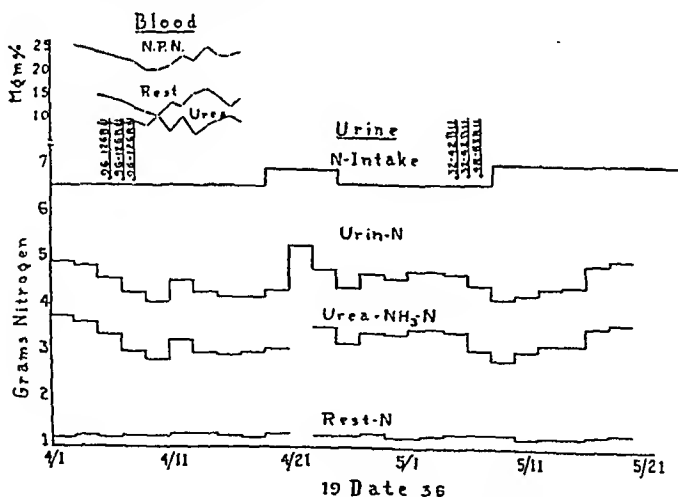 Blood
N.P.N.
Mgm%
25
20
15
10
Rest
Urea
Urine
N-Intake
Grams Nitrogen
7
6
5
4
3
2
1
Urin-N
Urea-NH₃-N
Rest-N
4/1
4/11
4/21
5/1
5/11
5/21
19 Date 36